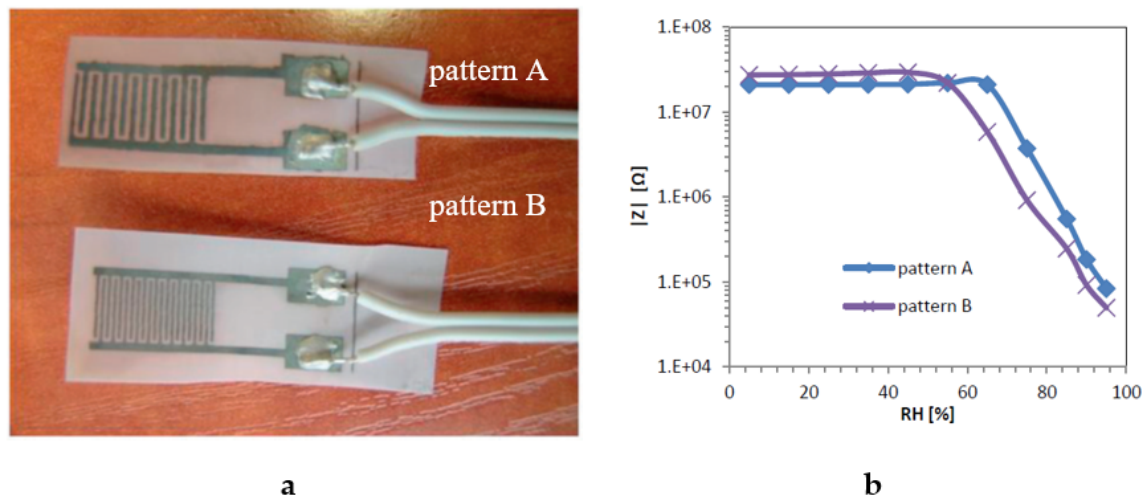 pattern A
pattern B
a
b
1.E+08
1.E+07
1.E+06
1.E+05
1.E+04
|Z| [Ω]
0
20
40
60
80
100
RH [%]
pattern A
pattern B